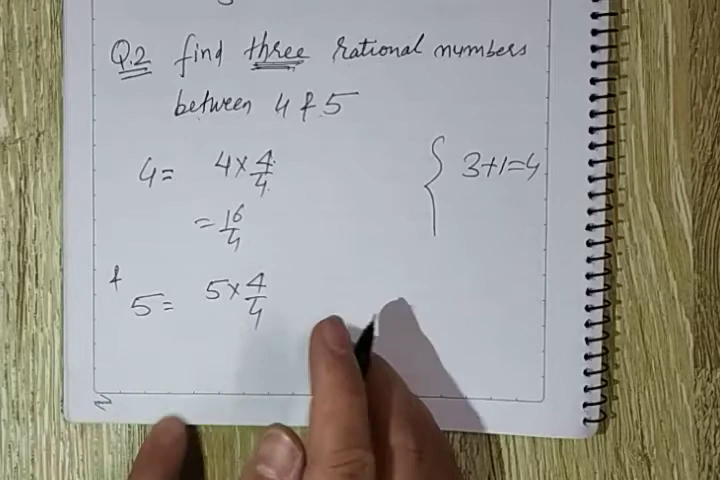 Q.2 find three rational numbers
between 4 & 5
4 = 4 × 4/4
{ 3+1=4
= 16/4
& 5 = 5 × 4/4